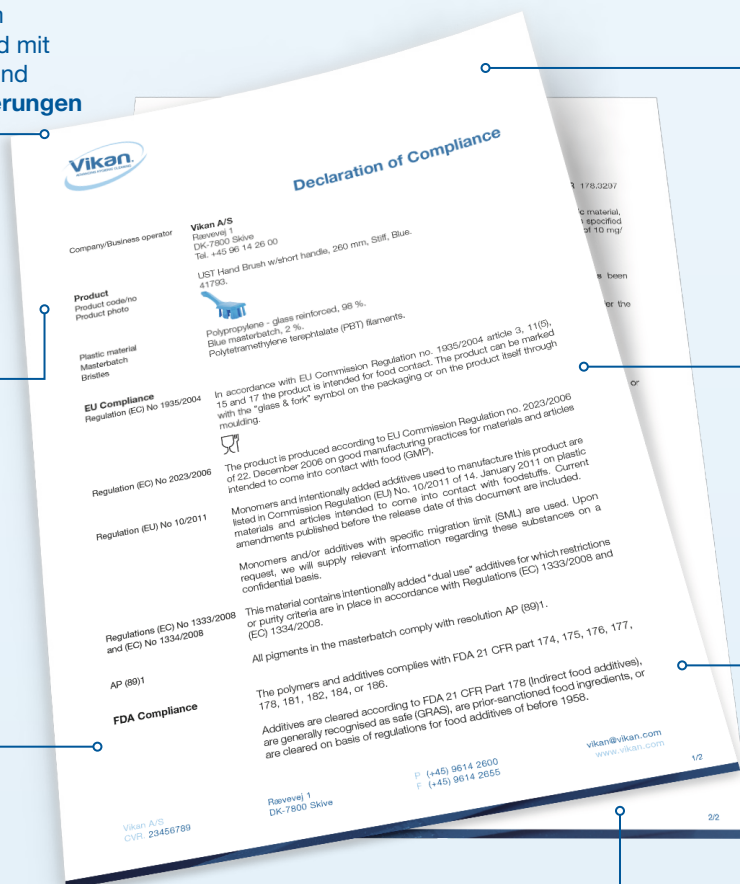 d mit
nd
erungen
Vikan
Declaration of Compliance
Company/Business operator
Vikan A/S
Rævevej 1
DK-7800 Skive
Tel. +45 96 14 26 00
UST Hand Brush w/short handle, 260 mm, Stiff, Blue.
41793.
Product
Product code/no
Product photo
Plastic material
Masterbatch
Bristles
Polypropylene - glass reinforced, 98 %.
Blue masterbatch, 2 %.
Polytetramethylene terephtalate (PBT) filaments.
EU Compliance
Regulation (EC) No 1935/2004
In accordance with EU Commission Regulation no. 1935/2004 article 3, 11(5),
15 and 17 the product is intended for food contact. The product can be marked
with the "glass & fork" symbol on the packaging or on the product itself through
moulding.
Regulation (EC) No 2023/2006
The product is produced according to EU Commission Regulation no. 2023/2006
of 22. December 2006 on good manufacturing practices for materials and articles
intended to come into contact with food (GMP).
Regulation (EU) No 10/2011
Monomers and intentionally added additives used to manufacture this product are
listed in Commission Regulation (EU) No. 10/2011 of 14. January 2011 on plastic
materials and articles intended to come into contact with foodstuffs. Current
amendments published before the release date of this document are included.
Monomers and/or additives with specific migration limit (SML) are used. Upon
request, we will supply relevant information regarding these substances on a
confidential basis.
Regulations (EC) No 1333/2008
and (EC) No 1334/2008
This material contains intentionally added "dual use" additives for which restrictions
or purity criteria are in place in accordance with Regulations (EC) 1333/2008 and
(EC) 1334/2008.
AP (89)1
All pigments in the masterbatch comply with resolution AP (89)1.
FDA Compliance
The polymers and additives complies with FDA 21 CFR part 174, 175, 176, 177,
178, 181, 182, 184, or 186.
Additives are cleared according to FDA 21 CFR Part 178 (Indirect food additives),
are generally recognised as safe (GRAS), are prior-sanctioned food ingredients, or
are cleared on basis of regulations for food additives of before 1958.
Vikan A/S
CVR. 23456789
Rævevej 1
DK-7800 Skive
P (+45) 9614 2600
F (+45) 9614 2655
vikan@vikan.com
www.vikan.com
1/2
178.3297
c material,
specified
of 10 mg/
s been
er the
or
2/2